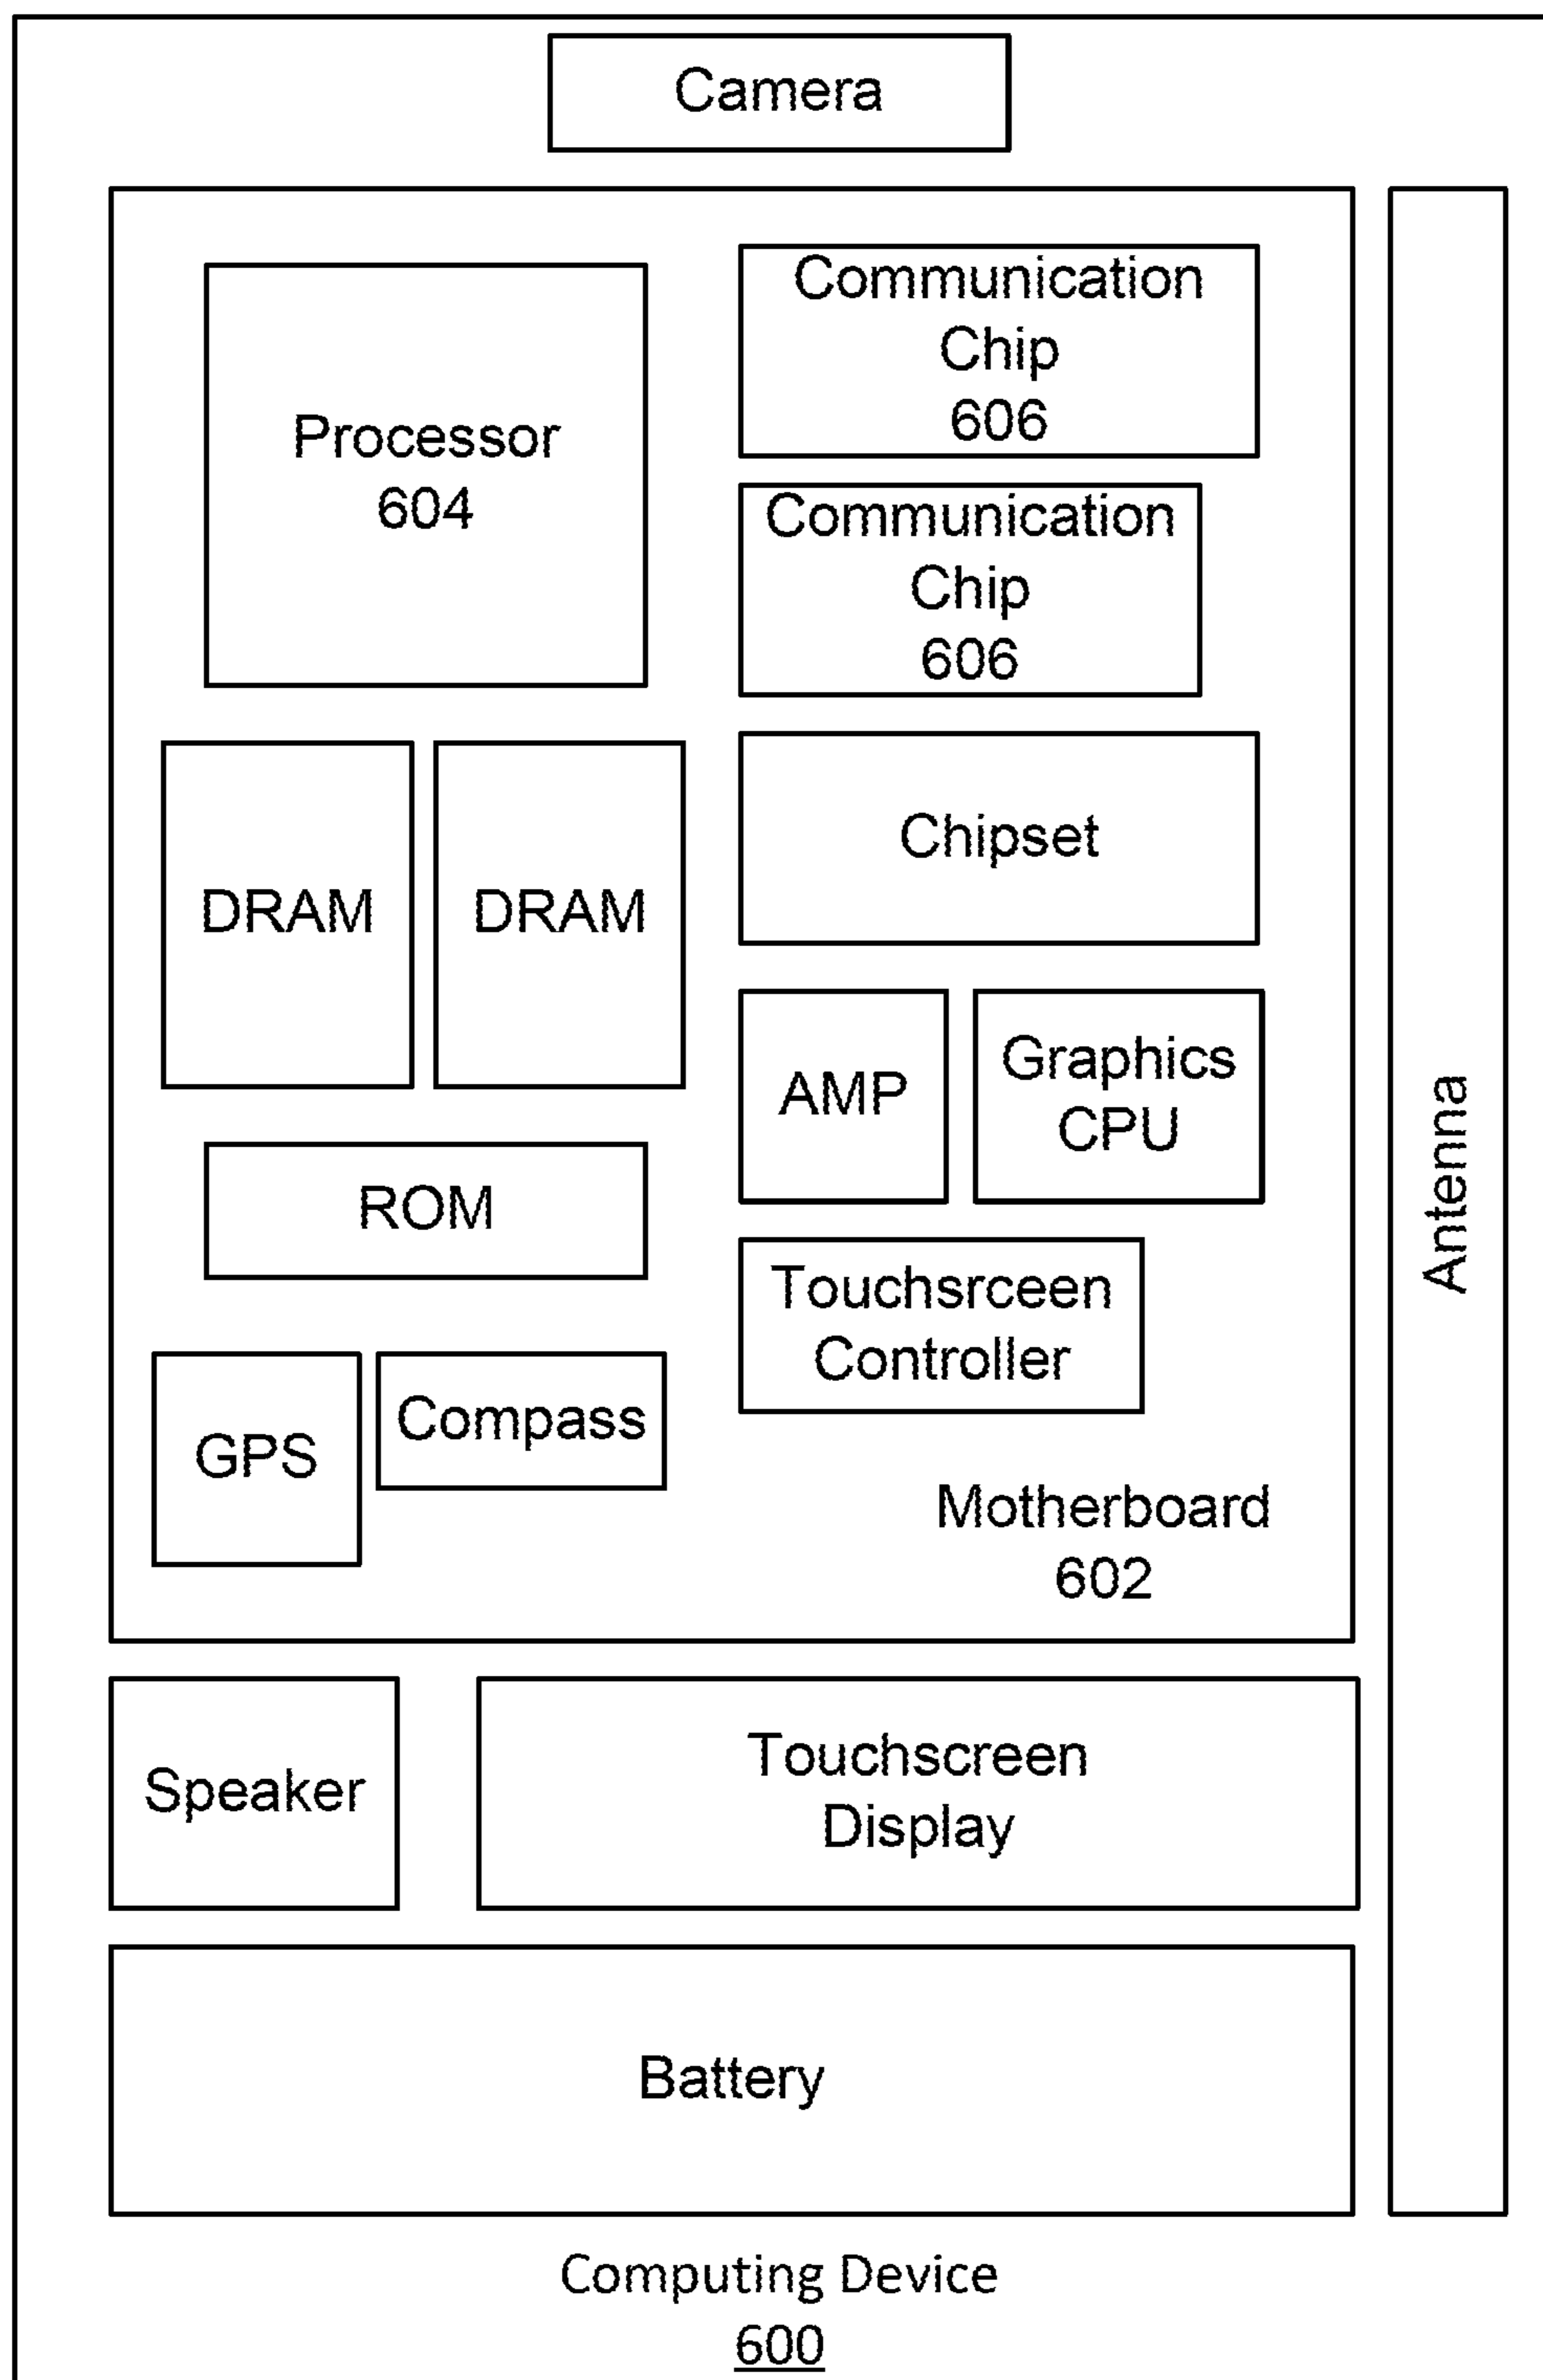 Camera
Processor
604
Communication
Chip
606
Communication
Chip
606
DRAM
DRAM
Chipset
AMP
Graphics
CPU
ROM
Touchsrceen
Controller
GPS
Compass
Motherboard
602
Antenna
Speaker
Touchscreen
Display
Battery
Computing Device
600